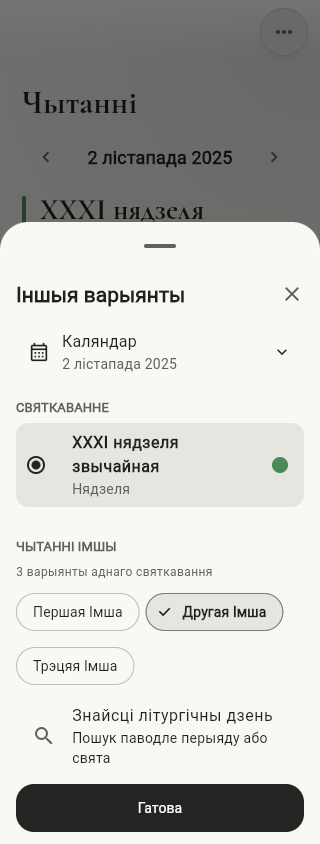 Чытанні
2 лістапада 2025
XXXI нядзеля
Іншыя варыянты
Каляндар
2 лістапада 2025
СВЯТКАВАННЕ
XXXI нядзеля
звычайная
Нядзеля
ЧЫТАННІ ІМШЫ
3 варыянты аднаго святкавання
Першая Імша
Другая Імша
Трэцяя Імша
Знайсці літургічны дзень
Пошук паводле перыяду або
свята
Гатова